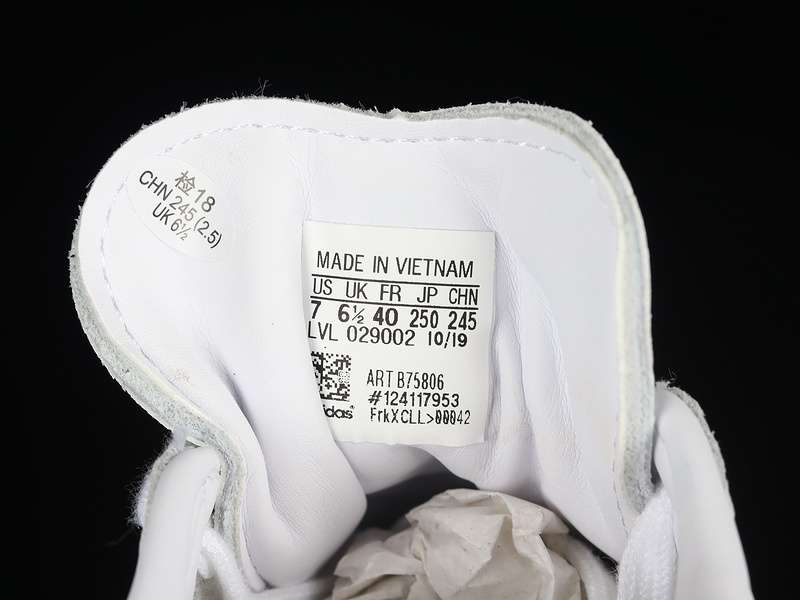 检18
CHN 245 (2.5)
UK 6½
MADE IN VIETNAM
US UK FR JP CHN
7 6½ 40 250 245
LVL 029002 10/19
ART B75806
#124117953
adidas® FrkXCLL>00042